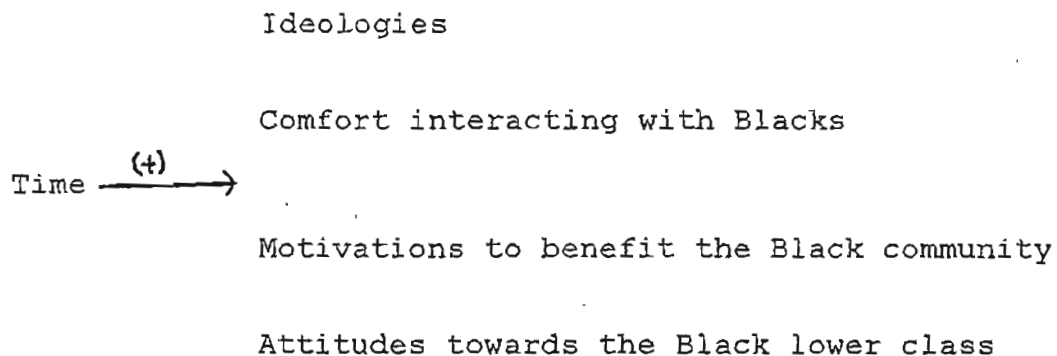 Ideologies
Comfort interacting with Blacks
(+)
Time
Motivations to benefit the Black community
Attitudes towards the Black lower class